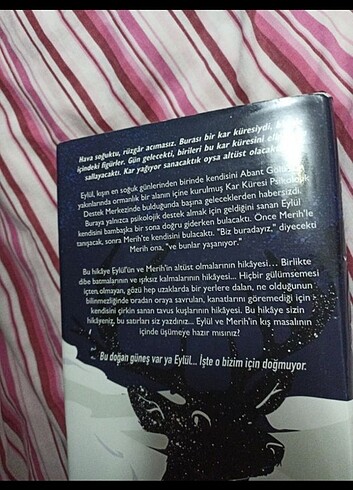 Hava soğuktu, rüzgâr acımasız. Burası bir kar küresiydi,
içindeki figürler. Gün gelecekti, birileri bu kar küresini
sallayacaktı. Kar yağıyor sanacaktık oysa altüst olacak
Eylül, kışın en soğuk günlerinden birinde kendisini Abant
yakınlarında ormanlık bir alanın içine kurulmuş Kar Küresi Psikolojik
Destek Merkezinde bulduğunda başına geleceklerden habersizdi.
Buraya yalnızca psikolojik destek almak için geldiğini sanan Eylül
kendisini bambaşka bir sona doğru giderken bulacaktı. Önce Merih'le
tanışacak, sonra Merih'te kendisini bulacaktı. "Biz buradayız," diyecekti
Merih ona, "ve bunlar yaşanıyor."
Bu hikâye Eylül'ün ve Merih'in altüst olmalarının hikâyesi... Birlikte
dibe batmalarının ve ışıksız kalmalarının hikâyesi... Hiçbir gülümsemesi
içten olmayan, gözü hep uzaklarda bir yerlere dalan, ne olduğunun
bilinmezliğinde oradan oraya savrulan, kanatlarını göremediği için
kendisini çirkin sanan tavus kuşlarının hikâyesi. Bu hikâye sizin
hikâyeniz, bu satırları siz yazdınız... Eylül ve Merih'in kış masalının
içinde üşümeye hazır mısınız?
Bu doğan güneş var ya Eylül... İşte o bizim için doğmuyor.